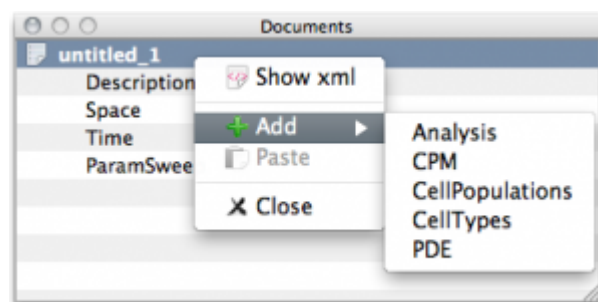 Documents
untitled_1
Description
Show xml
Space
Add
Analysis
Time
CPM
ParamSwee
Paste
CellPopulations
Close
CellTypes
PDE